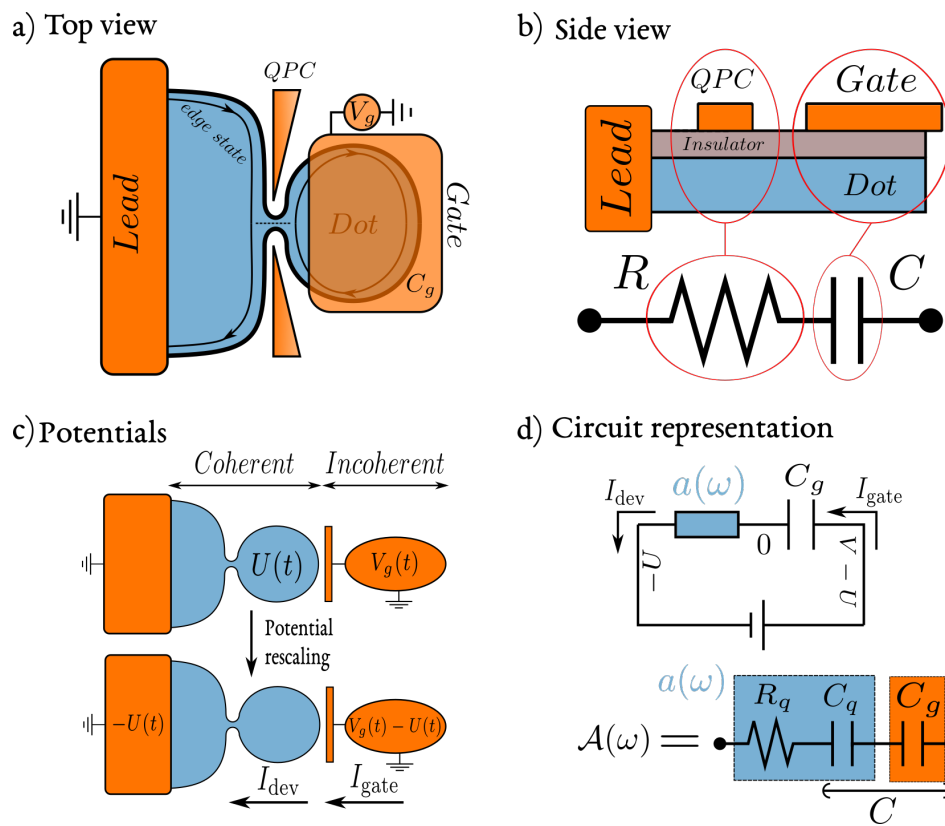 a) Top view
QPC
edge state
V_g
Lead
Dot
Gate
C_g
b) Side view
QPC
Gate
Insulator
Lead
Dot
R
C
c) Potentials
Coherent
Incoherent
U(t)
V_g(t)
Potential
rescaling
-U(t)
V_g(t) - U(t)
I_dev
I_gate
d) Circuit representation
I_dev
a(ω)
C_g
I_gate
0
-U
V - U
a(ω)
R_q
C_q
C_g
𝒜(ω) =
C